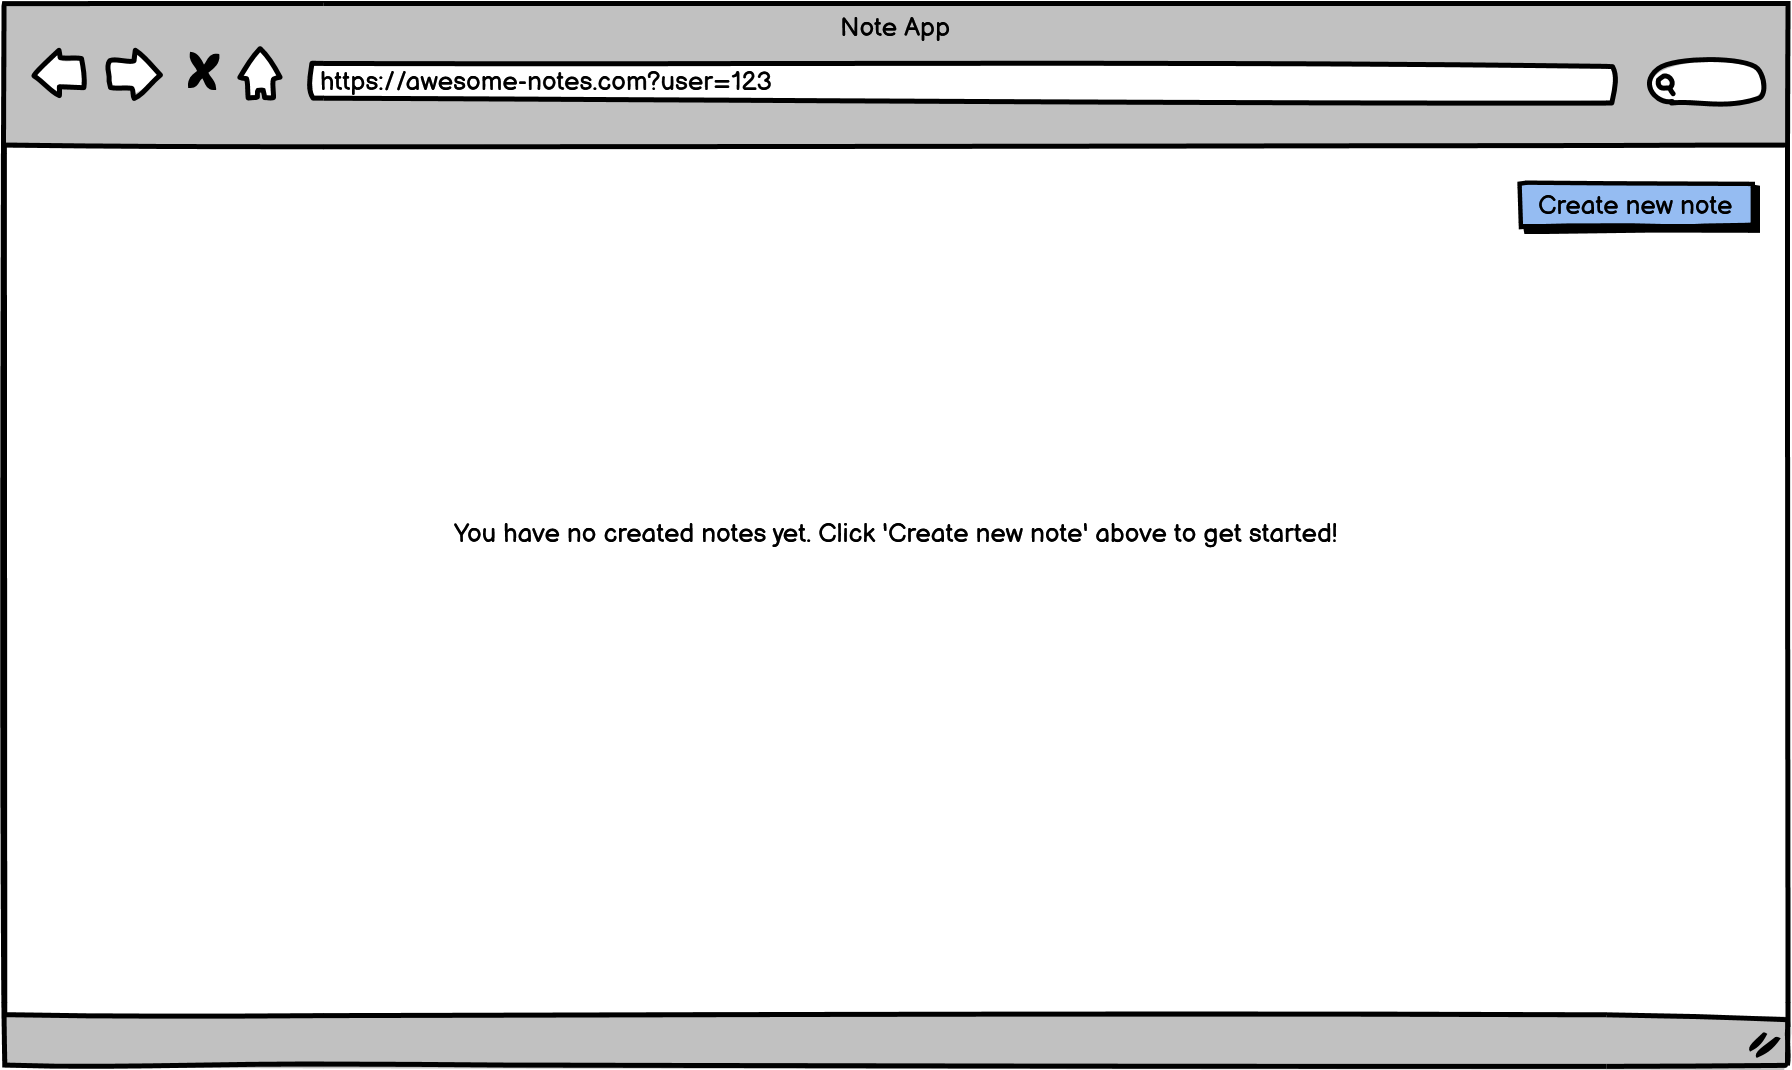 Note App
https://awesome-notes.com?user=123
Create new note
You have no created notes yet. Click 'Create new note' above to get started!